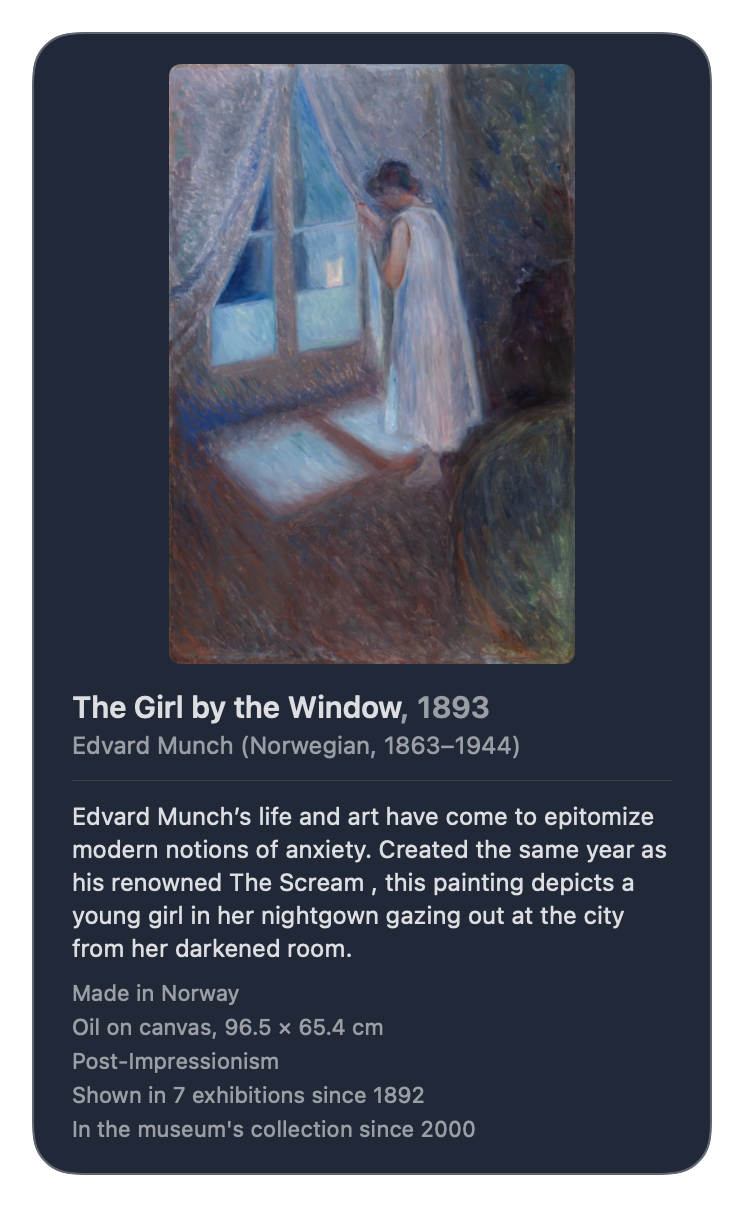 The Girl by the Window, 1893
Edvard Munch (Norwegian, 1863–1944)
Edvard Munch’s life and art have come to epitomize
modern notions of anxiety. Created the same year as
his renowned The Scream , this painting depicts a
young girl in her nightgown gazing out at the city
from her darkened room.
Made in Norway
Oil on canvas, 96.5 × 65.4 cm
Post-Impressionism
Shown in 7 exhibitions since 1892
In the museum's collection since 2000